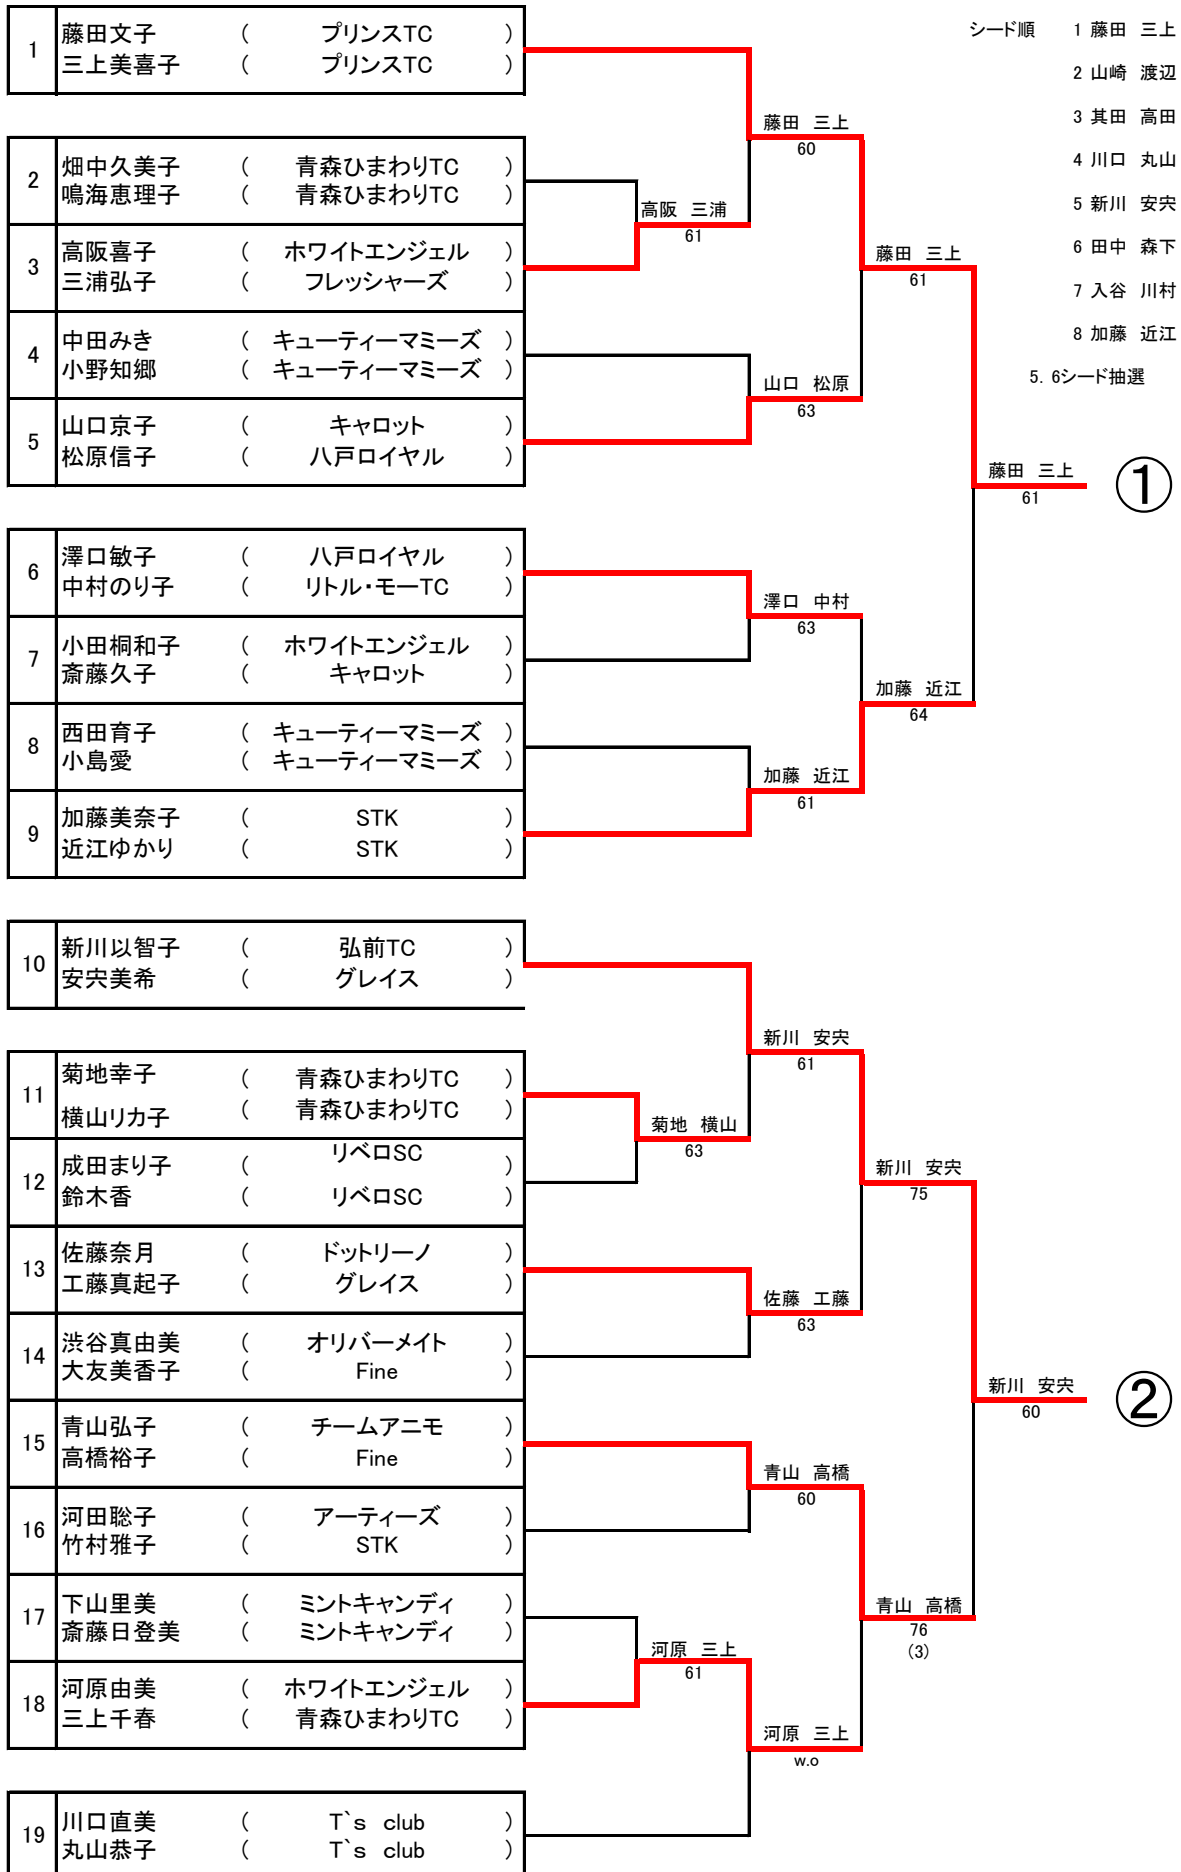 シード順 1 藤田 三上
2 山崎 渡辺
3 其田 高田
4 川口 丸山
5 新川 安宍
6 田中 森下
7 入谷 川村
8 加藤 近江
5. 6シード抽選
1
藤田文子 ( プリンスTC )
三上美喜子 ( プリンスTC )
2
畑中久美子 ( 青森ひまわりTC )
鳴海恵理子 ( 青森ひまわりTC )
3
高阪喜子 ( ホワイトエンジェル )
三浦弘子 ( フレッシャーズ )
4
中田みき ( キューティーマミーズ )
小野知郷 ( キューティーマミーズ )
5
山口京子 ( キャロット )
松原信子 ( 八戸ロイヤル )
6
澤口敏子 ( 八戸ロイヤル )
中村のり子 ( リトル・モーTC )
7
小田桐和子 ( ホワイトエンジェル )
斎藤久子 ( キャロット )
8
西田育子 ( キューティーマミーズ )
小島愛 ( キューティーマミーズ )
9
加藤美奈子 ( STK )
近江ゆかり ( STK )
10
新川以智子 ( 弘前TC )
安宍美希 ( グレイス )
11
菊地幸子 ( 青森ひまわりTC )
横山リカ子 ( 青森ひまわりTC )
12
成田まり子 ( リベロSC )
鈴木香 ( リベロSC )
13
佐藤奈月 ( ドットリーノ )
工藤真起子 ( グレイス )
14
渋谷真由美 ( オリバーメイト )
大友美香子 ( Fine )
15
青山弘子 ( チームアニモ )
高橋裕子 ( Fine )
16
河田聡子 ( アーティーズ )
竹村雅子 ( STK )
17
下山里美 ( ミントキャンディ )
斎藤日登美 ( ミントキャンディ )
18
河原由美 ( ホワイトエンジェル )
三上千春 ( 青森ひまわりTC )
19
川口直美 ( T`s club )
丸山恭子 ( T`s club )
高阪 三浦
61
菊地 横山
63
河原 三上
61
藤田 三上
60
山口 松原
63
澤口 中村
63
加藤 近江
61
新川 安宍
61
佐藤 工藤
63
青山 高橋
60
河原 三上
w.o
藤田 三上
61
加藤 近江
64
新川 安宍
75
青山 高橋
76
(3)
藤田 三上
61
①
新川 安宍
60
②